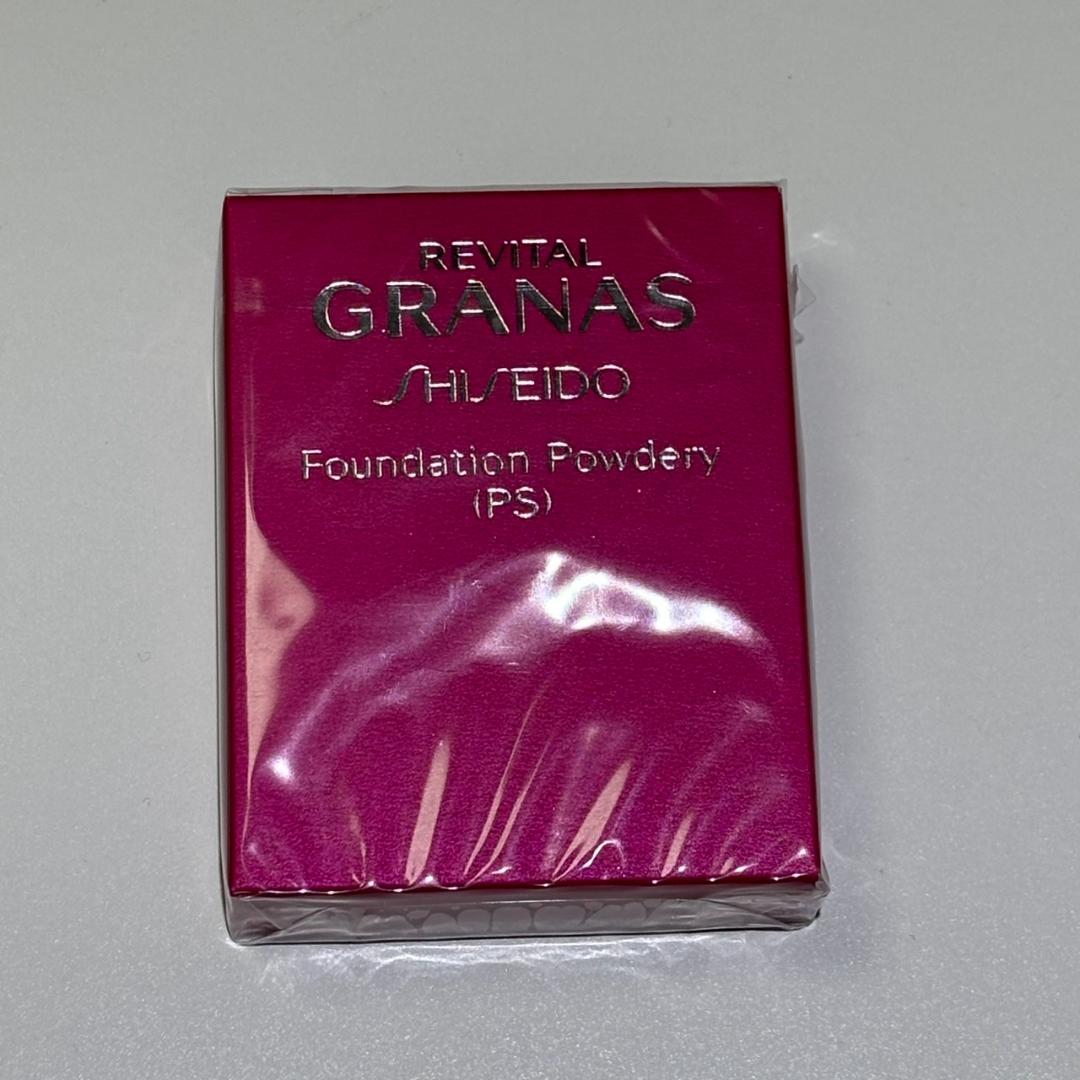 REVITAL
GRANAS
SHISEIDO
Foundation Powdery
(PS)